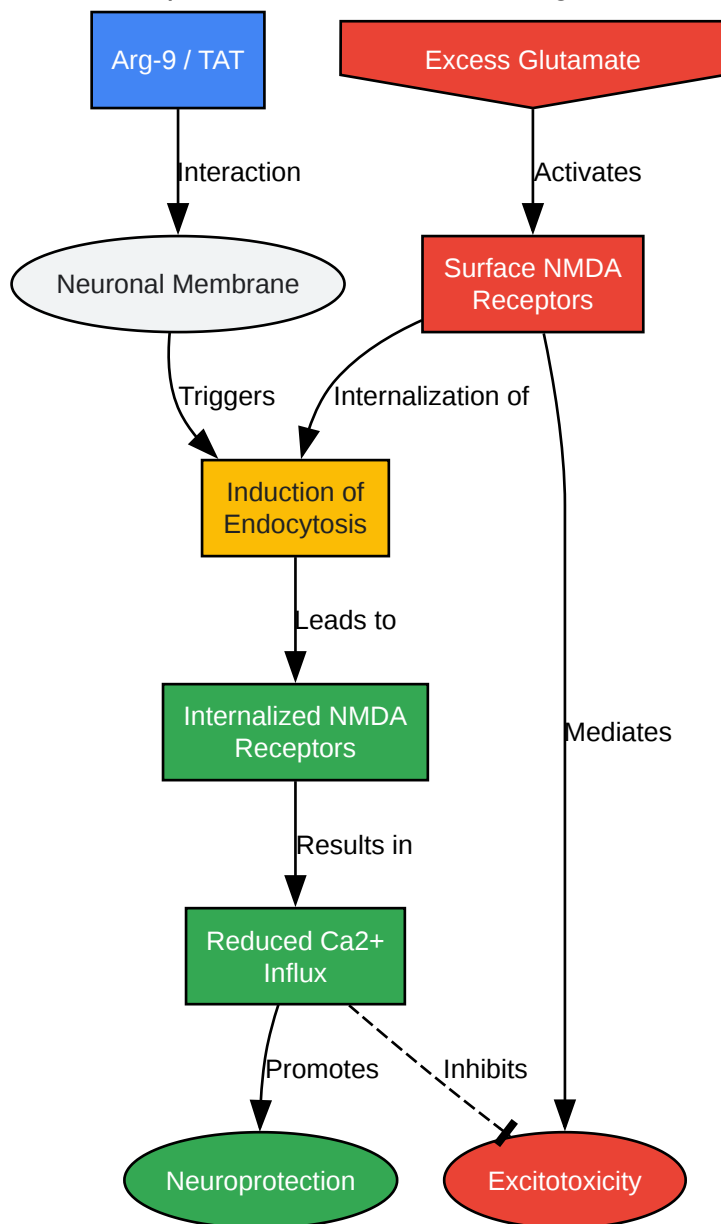 Arg-9 / TAT
Excess Glutamate
Interaction
Activates
Neuronal Membrane
Surface NMDA
Receptors
Triggers
Internalization of
Induction of
Endocytosis
Leads to
Internalized NMDA
Receptors
Mediates
Results in
Reduced Ca2+
Influx
Promotes
Inhibits
Neuroprotection
Excitotoxicity